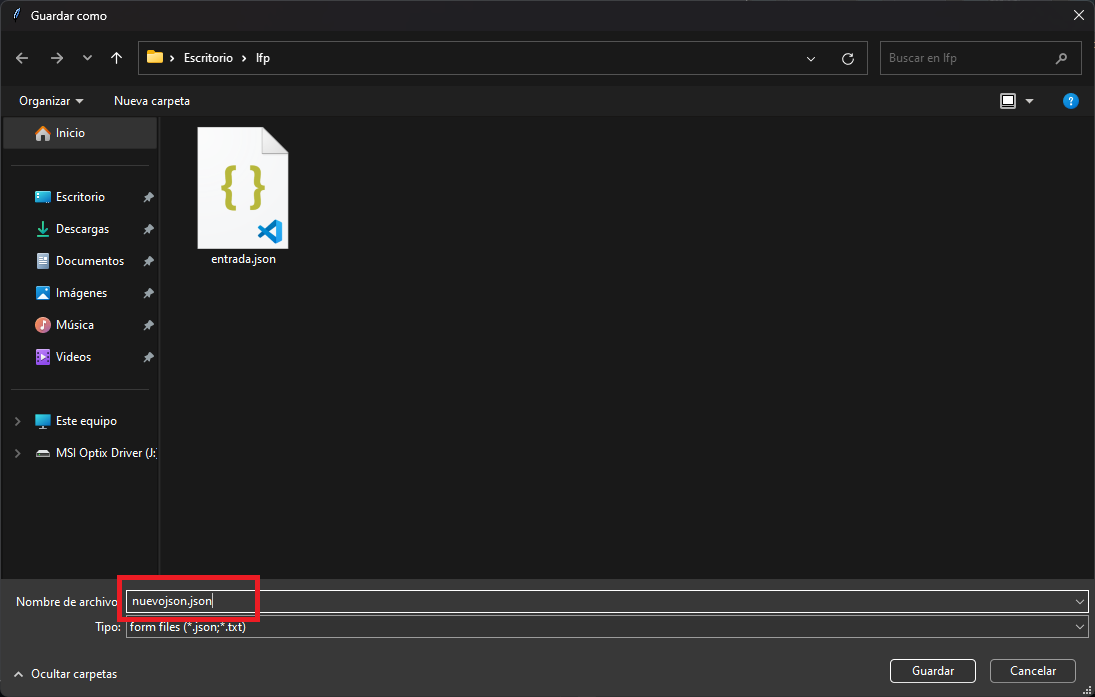 Guardar como
Escritorio > lfp
Buscar en lfp
Organizar
Nueva carpeta
?
Inicio
{ }
entrada.json
Escritorio
Descargas
Documentos
Imágenes
Música
Videos
Este equipo
MSI Optix Driver (J:
Nombre de archivo
nuevojson.json
Tipo:
form files (*.json;*.txt)
Ocultar carpetas
Guardar
Cancelar